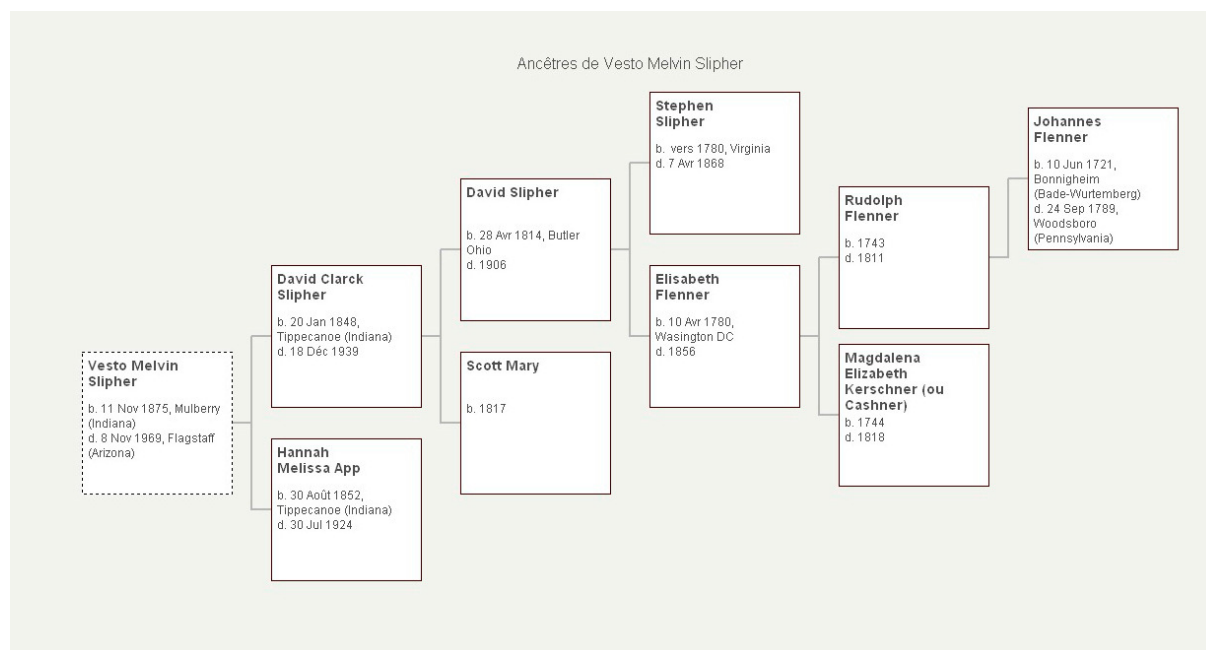 Ancêtres de Vesto Melvin Slipher
Vesto Melvin
Slipher
b. 11 Nov 1875, Mulberry
(Indiana)
d. 8 Nov 1969, Flagstaff
(Arizona)
David Clarck
Slipher
b. 20 Jan 1848,
Tippecanoe (Indiana)
d. 18 Déc 1939
Hannah
Melissa App
b. 30 Août 1852,
Tippecanoe (Indiana)
d. 30 Jul 1924
David Slipher
b. 28 Avr 1814, Butler
Ohio
d. 1906
Scott Mary
b. 1817
Stephen
Slipher
b. vers 1780, Virginia
d. 7 Avr 1868
Elisabeth
Flenner
b. 10 Avr 1780,
Wasington DC
d. 1856
Rudolph
Flenner
b. 1743
d. 1811
Magdalena
Elizabeth
Kerschner (ou
Cashner)
b. 1744
d. 1818
Johannes
Flenner
b. 10 Jun 1721,
Bonnigheim
(Bade-Wurtemberg)
d. 24 Sep 1789,
Woodsboro
(Pennsylvania)